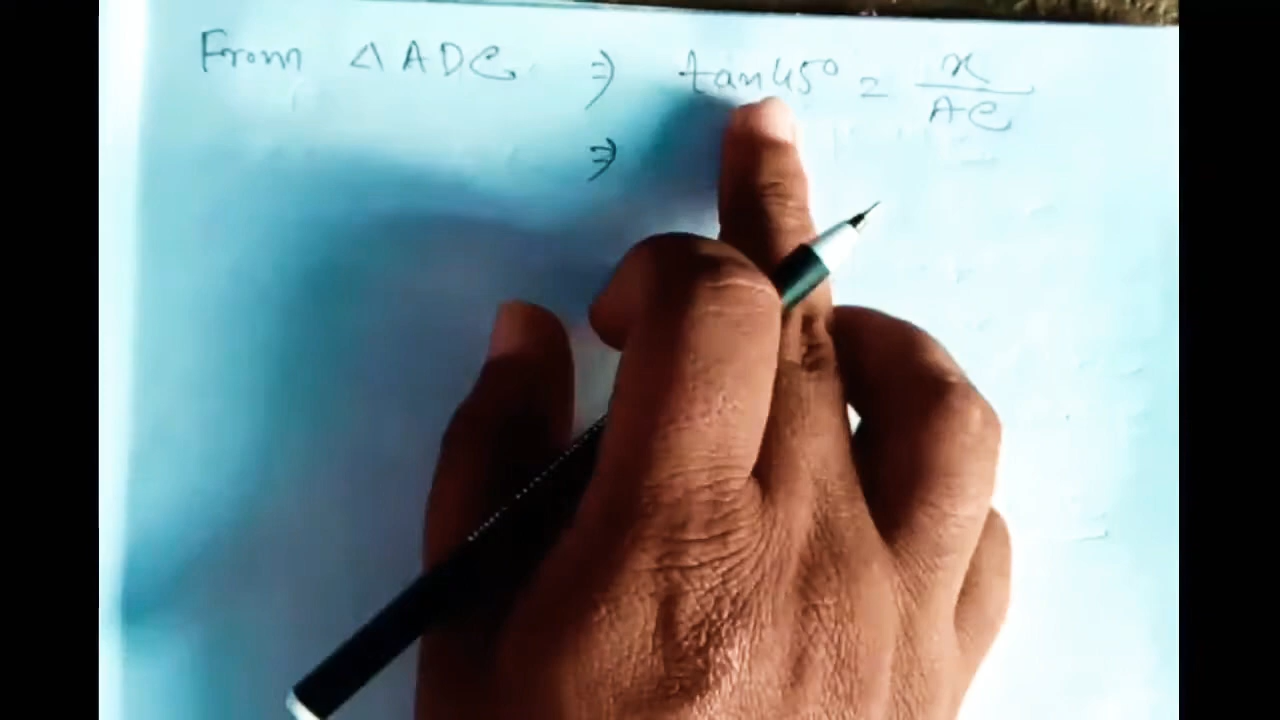 From △ADC ⇒ tan45° = x/AC
⇒